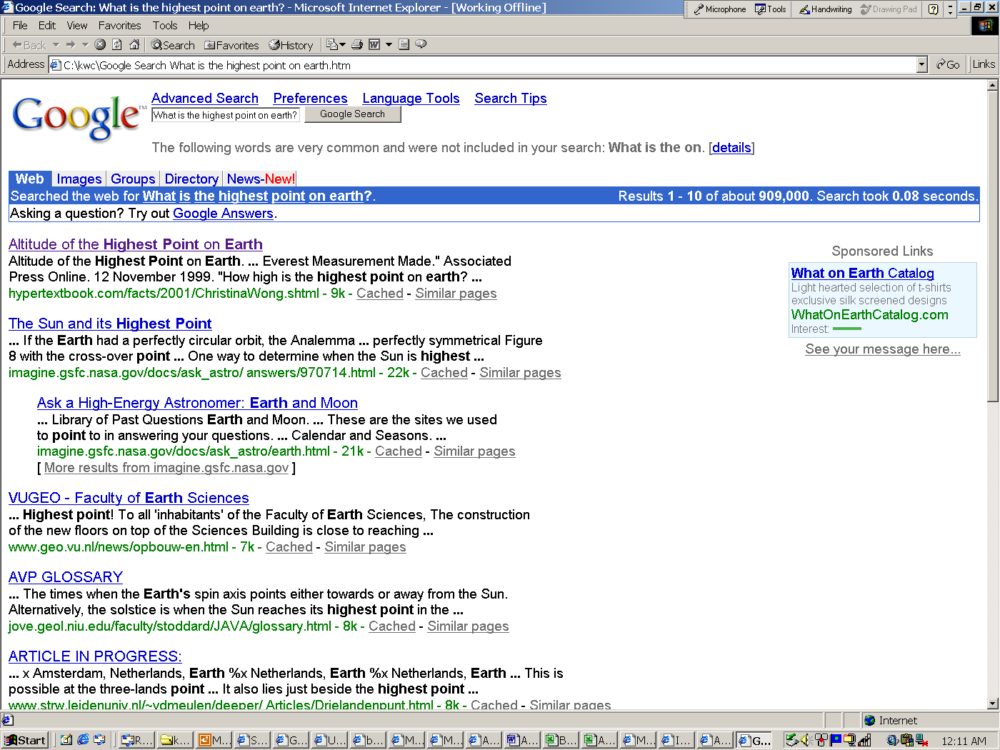 Google Search: What is the highest point on earth? - Microsoft Internet Explorer - [Working Offline]
Microphone Tools Handwriting Drawing Pad
File Edit View Favorites Tools Help
Back Search Favorites History
Address C:\kwc\Google Search What is the highest point on earth.htm Go Links
Google™
Advanced Search Preferences Language Tools Search Tips
What is the highest point on earth? Google Search
The following words are very common and were not included in your search: What is the on. [details]
Web Images Groups Directory News-New!
Searched the web for What is the highest point on earth?. Results 1 - 10 of about 909,000. Search took 0.08 seconds.
Asking a question? Try out Google Answers.
Altitude of the Highest Point on Earth
Altitude of the Highest Point on Earth. ... Everest Measurement Made." Associated
Press Online. 12 November 1999. "How high is the highest point on earth? ...
hypertextbook.com/facts/2001/ChristinaWong.shtml - 9k - Cached - Similar pages
The Sun and its Highest Point
... If the Earth had a perfectly circular orbit, the Analemma ... perfectly symmetrical Figure
8 with the cross-over point ... One way to determine when the Sun is highest ...
imagine.gsfc.nasa.gov/docs/ask_astro/ answers/970714.html - 22k - Cached - Similar pages
Ask a High-Energy Astronomer: Earth and Moon
... Library of Past Questions Earth and Moon. ... These are the sites we used
to point to in answering your questions. ... Calendar and Seasons. ...
imagine.gsfc.nasa.gov/docs/ask_astro/earth.html - 21k - Cached - Similar pages
[ More results from imagine.gsfc.nasa.gov ]
VUGEO - Faculty of Earth Sciences
... Highest point! To all 'inhabitants' of the Faculty of Earth Sciences, The construction
of the new floors on top of the Sciences Building is close to reaching ...
www.geo.vu.nl/news/opbouw-en.html - 7k - Cached - Similar pages
AVP GLOSSARY
... The times when the Earth's spin axis points either towards or away from the Sun.
Alternatively, the solstice is when the Sun reaches its highest point in the ...
jove.geol.niu.edu/faculty/stoddard/JAVA/glossary.html - 8k - Cached - Similar pages
ARTICLE IN PROGRESS:
... x Amsterdam, Netherlands, Earth %x Netherlands, Earth %x Netherlands, Earth ... This is
possible at the three-lands point ... It also lies just beside the highest point ...
www.strw.leidenuniv.nl/~vdmeulen/deeper/ Articles/Drielandenpunt.html - 8k - Cached - Similar pages
Sponsored Links
What on Earth Catalog
Light hearted selection of t-shirts
exclusive silk screened designs
WhatOnEarthCatalog.com
Interest:
See your message here...
Internet
Start R... k... M... S... G... U... b... M... M... A... A... B... A... M... I... A... G... 12:11 AM